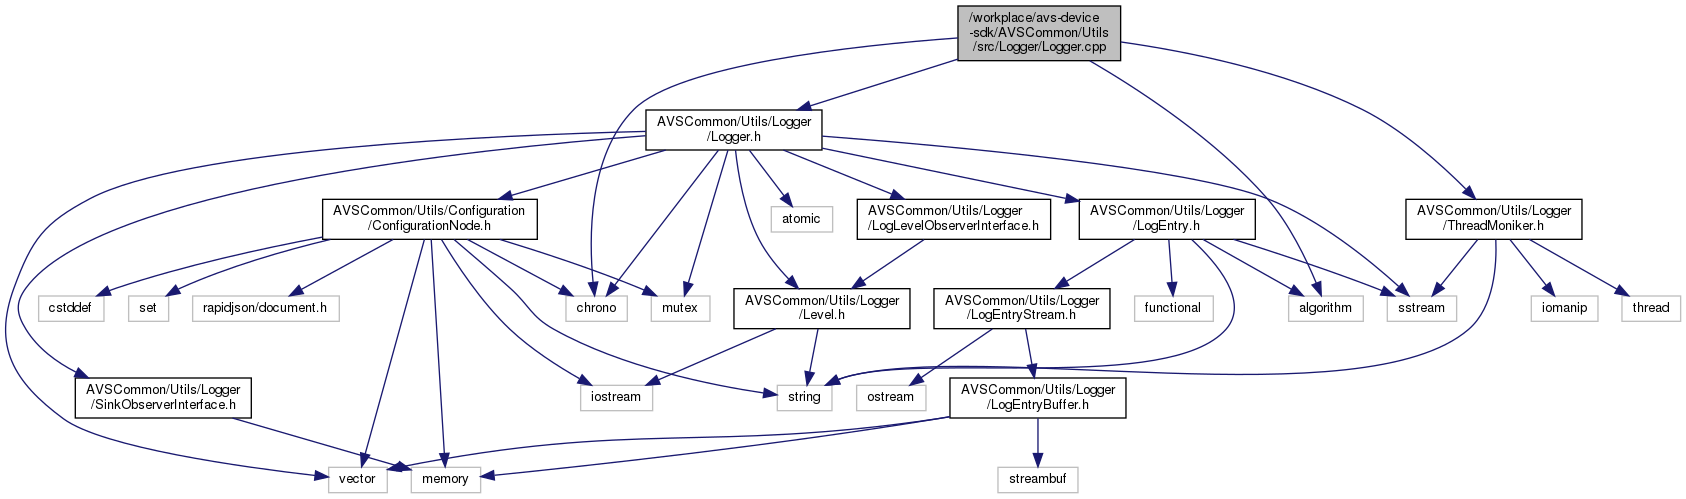 /workplace/avs-device
-sdk/AVSCommon/Utils
/src/Logger/Logger.cpp
AVSCommon/Utils/Logger
/Logger.h
AVSCommon/Utils/Configuration
/ConfigurationNode.h
atomic
AVSCommon/Utils/Logger
/LogLevelObserverInterface.h
AVSCommon/Utils/Logger
/LogEntry.h
AVSCommon/Utils/Logger
/ThreadMoniker.h
cstddef
set
rapidjson/document.h
chrono
mutex
AVSCommon/Utils/Logger
/Level.h
AVSCommon/Utils/Logger
/LogEntryStream.h
functional
algorithm
sstream
iomanip
thread
AVSCommon/Utils/Logger
/SinkObserverInterface.h
iostream
string
ostream
AVSCommon/Utils/Logger
/LogEntryBuffer.h
vector
memory
streambuf